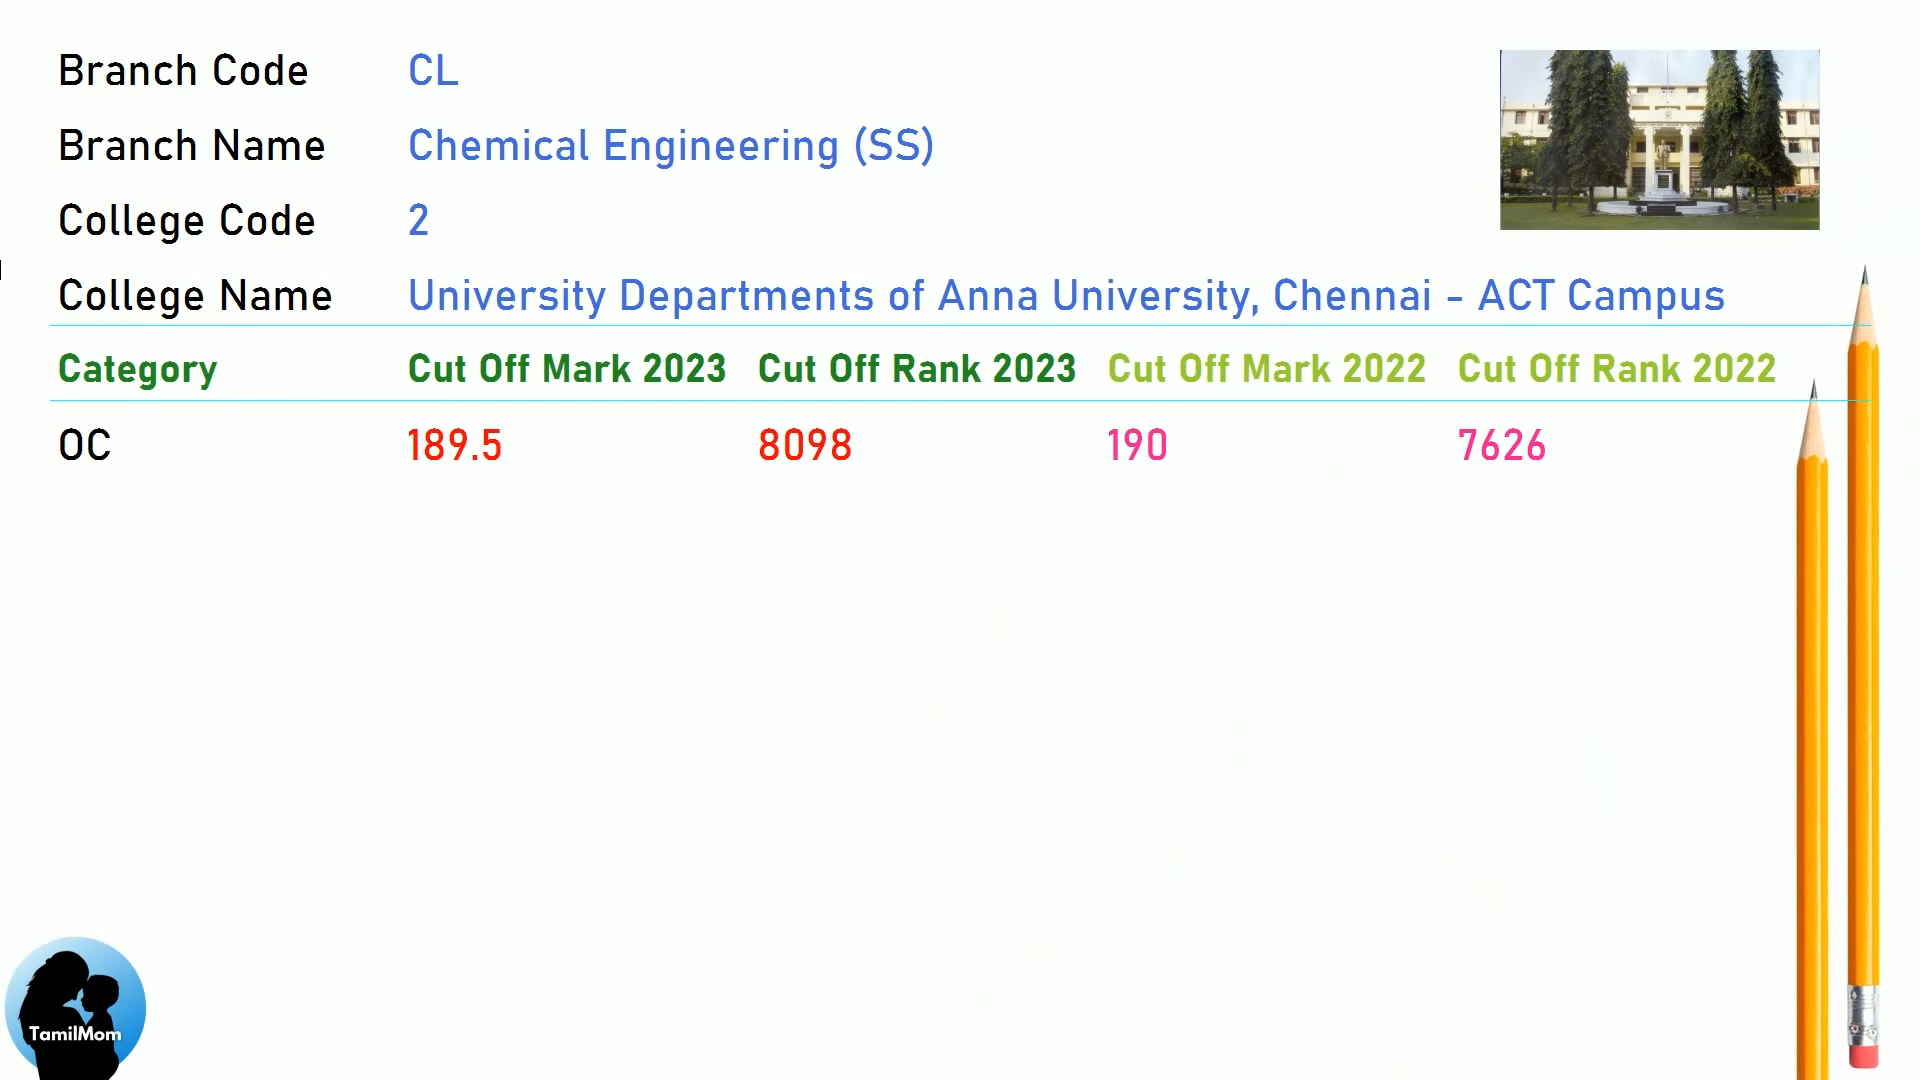 Branch Code CL
Branch Name Chemical Engineering (SS)
College Code 2
College Name University Departments of Anna University, Chennai - ACT Campus
Category Cut Off Mark 2023 Cut Off Rank 2023 Cut Off Mark 2022 Cut Off Rank 2022
OC 189.5 8098 190 7626
TamilMom